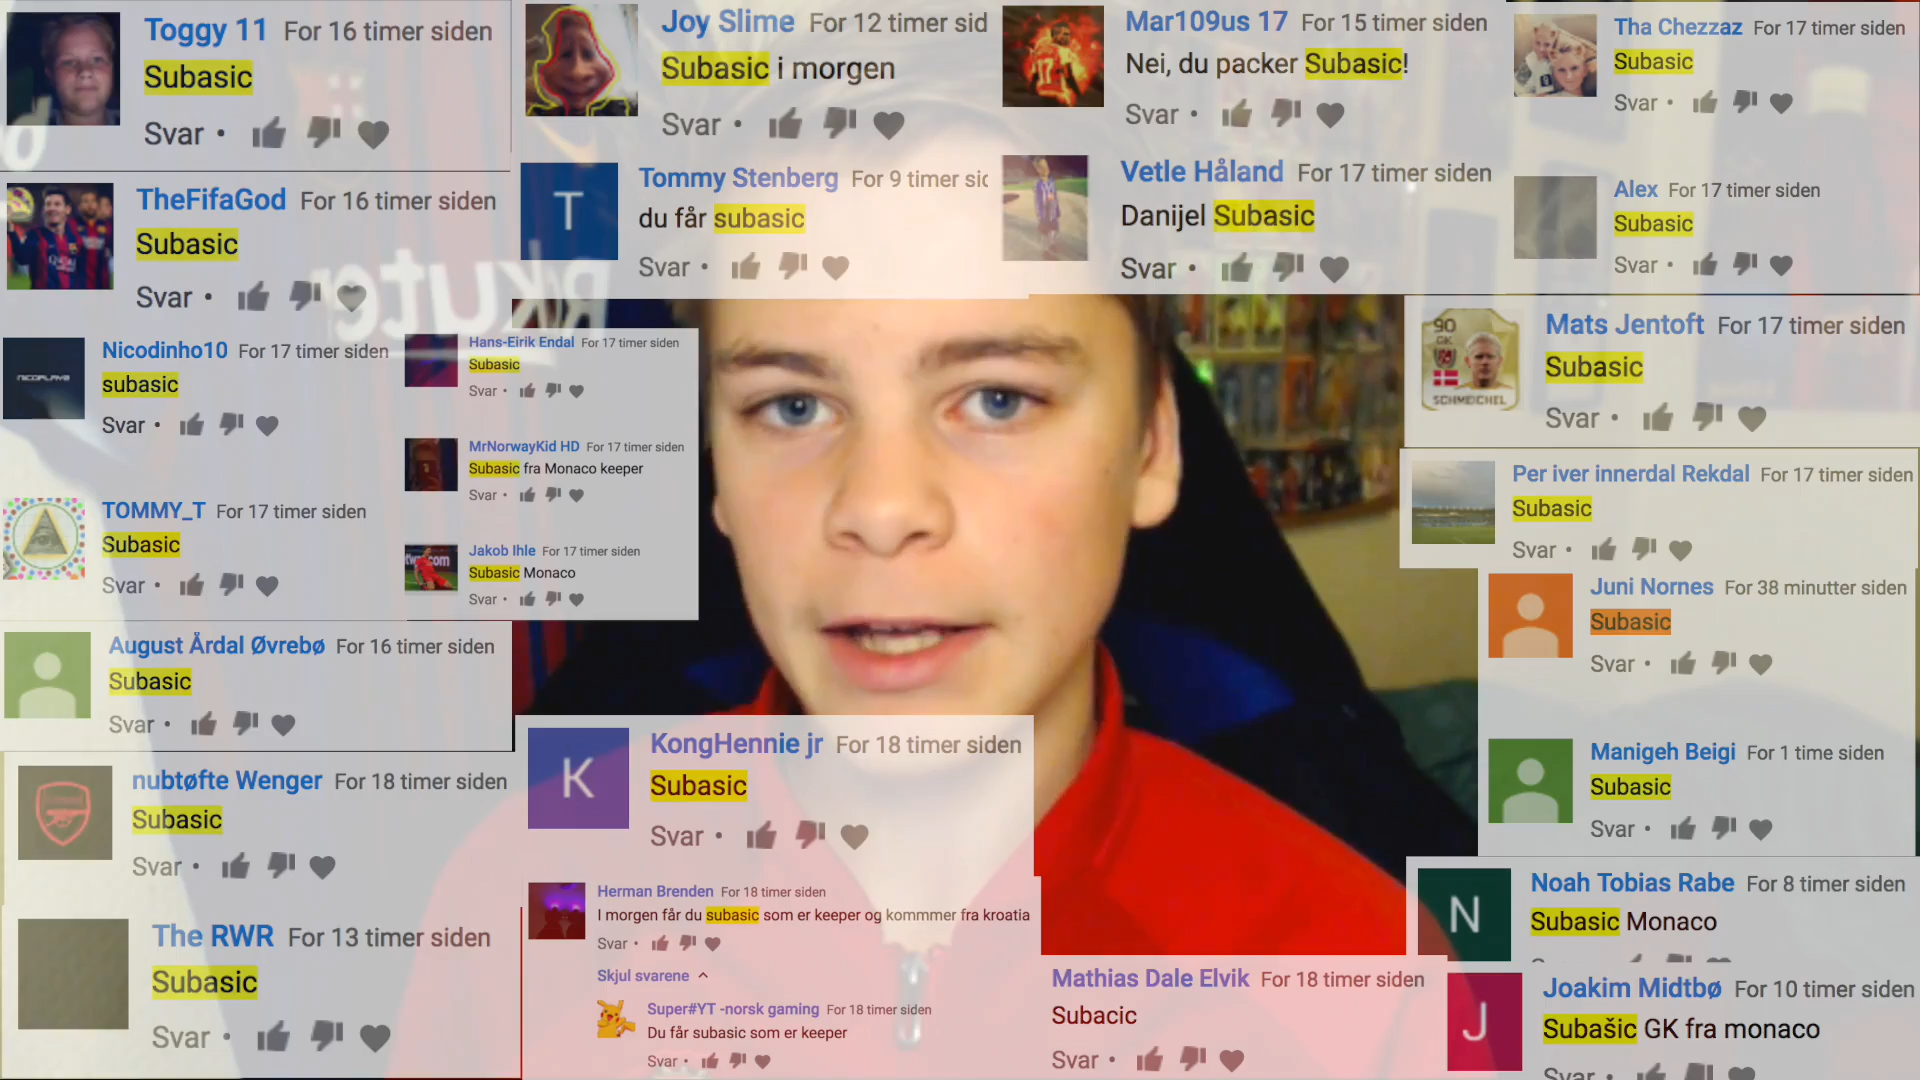 Toggy 11 For 16 timer siden
Subasic
Svar •
TheFifaGod For 16 timer siden
Subasic
Svar •
Nicodinho10 For 17 timer siden
subasic
Svar •
TOMMY_T For 17 timer siden
Subasic
Svar •
August Årdal Øvrebø For 16 timer siden
Subasic
Svar •
nubtøfte Wenger For 18 timer siden
Subasic
Svar •
The RWR For 13 timer siden
Subasic
Svar •
Hans-Eirik Endal For 17 timer siden
Subasic
Svar •
MrNorwayKid HD For 17 timer siden
Subasic fra Monaco keeper
Svar •
Jakob Ihle For 17 timer siden
Subasic Monaco
Svar •
Joy Slime For 12 timer sid
Subasic i morgen
Svar •
T
Tommy Stenberg For 9 timer sic
du får subasic
Svar •
Rakuten
K
KongHennie jr For 18 timer siden
Subasic
Svar •
Herman Brenden For 18 timer siden
I morgen får du subasic som er keeper og kommmer fra kroatia
Svar •
Skjul svarene
Super#YT -norsk gaming For 18 timer siden
Du får subasic som er keeper
Svar •
Mar109us 17 For 15 timer siden
Nei, du packer Subasic!
Svar •
17
Vetle Håland For 17 timer siden
Danijel Subasic
Svar •
Mathias Dale Elvik For 18 timer siden
Subacic
Svar •
Tha Chezzaz For 17 timer siden
Subasic
Svar •
Alex For 17 timer siden
Subasic
Svar •
90
GK
SCHMEICHEL
Mats Jentoft For 17 timer siden
Subasic
Svar •
Per iver innerdal Rekdal For 17 timer siden
Subasic
Svar •
Juni Nornes For 38 minutter siden
Subasic
Svar •
Manigeh Beigi For 1 time siden
Subasic
Svar •
N
Noah Tobias Rabe For 8 timer siden
Subasic Monaco
J
Joakim Midtbø For 10 timer siden
Subašic GK fra monaco
Svar •